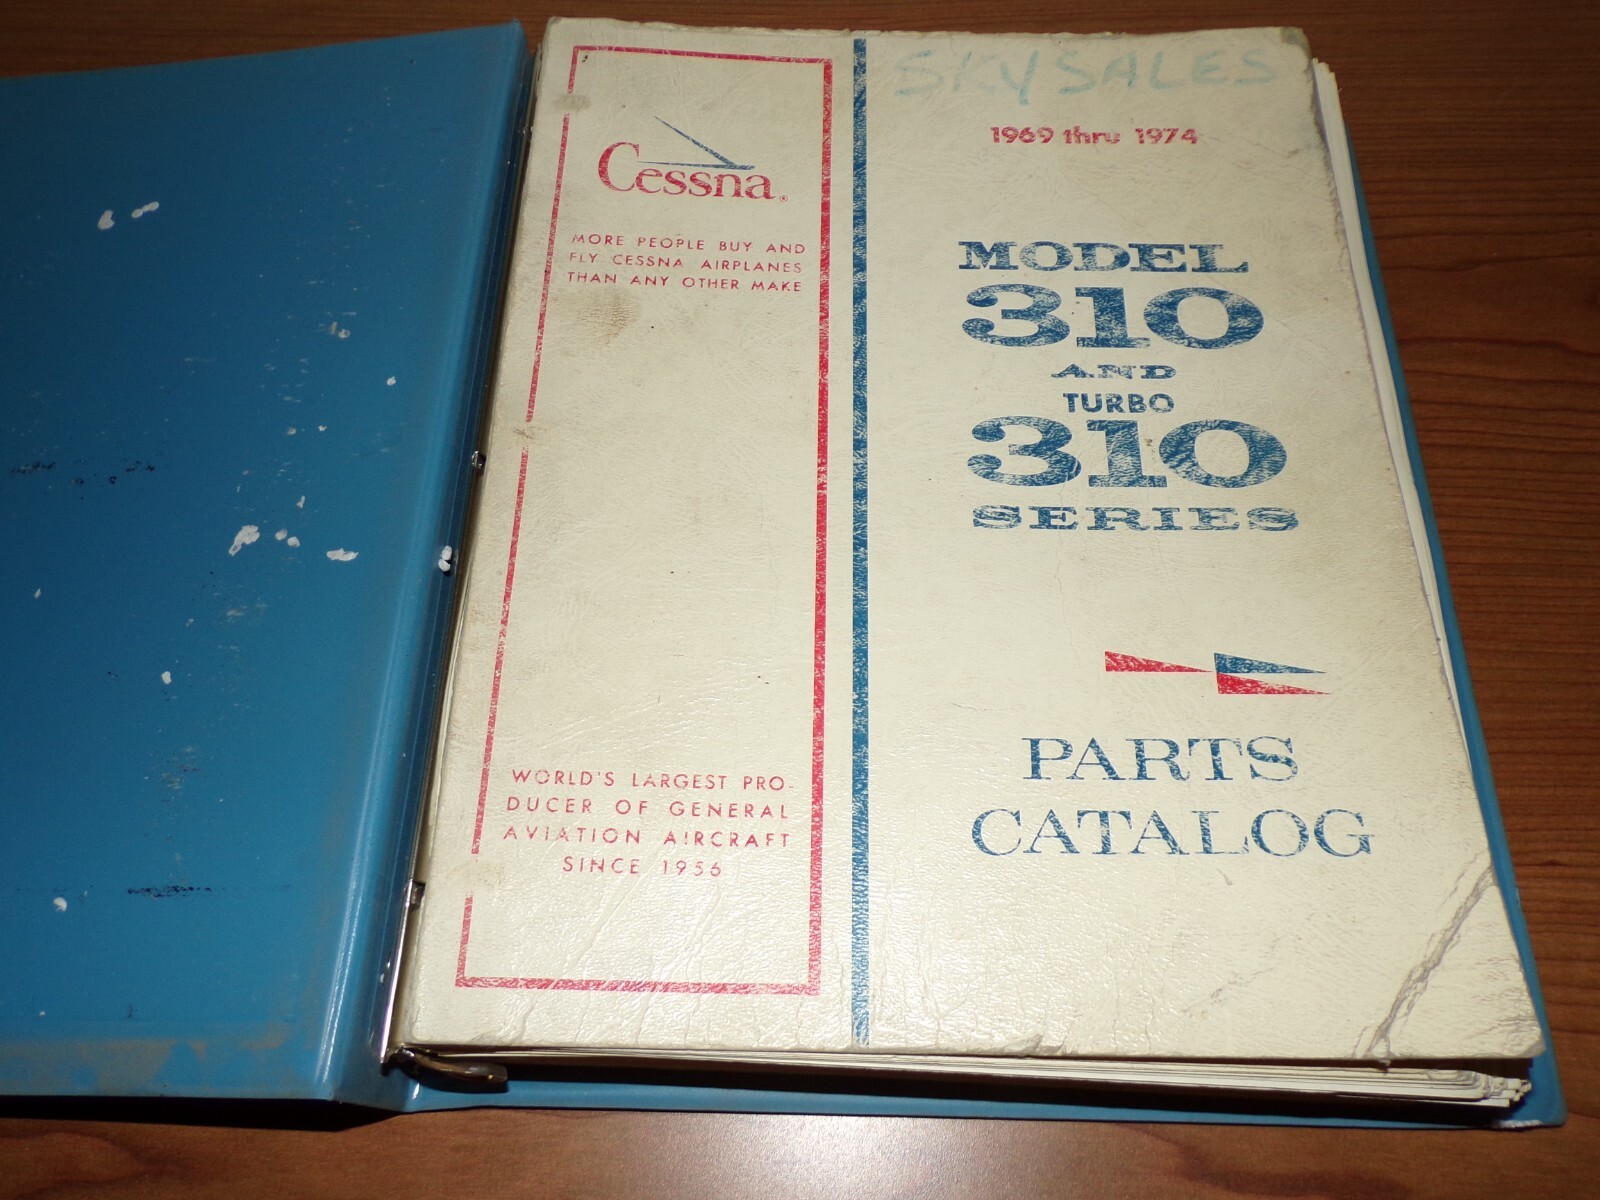 Cessna®
MORE PEOPLE BUY AND
FLY CESSNA AIRPLANES
THAN ANY OTHER MAKE
WORLD'S LARGEST PRO-
DUCER OF GENERAL
AVIATION AIRCRAFT
SINCE 1956
SKYSALES
1969 thru 1974
MODEL
310
AND
TURBO
310
SERIES
PARTS
CATALOG